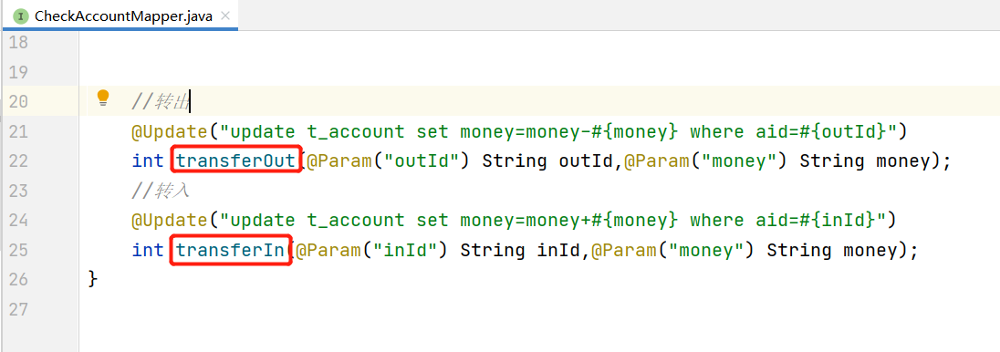 CheckAccountMapper.java
18
19
20 //转出
21 @Update("update t_account set money=money-#{money} where aid=#{outId}")
22 int transferOut(@Param("outId") String outId,@Param("money") String money);
23 //转入
24 @Update("update t_account set money=money+#{money} where aid=#{inId}")
25 int transferIn(@Param("inId") String inId,@Param("money") String money);
26 }
27